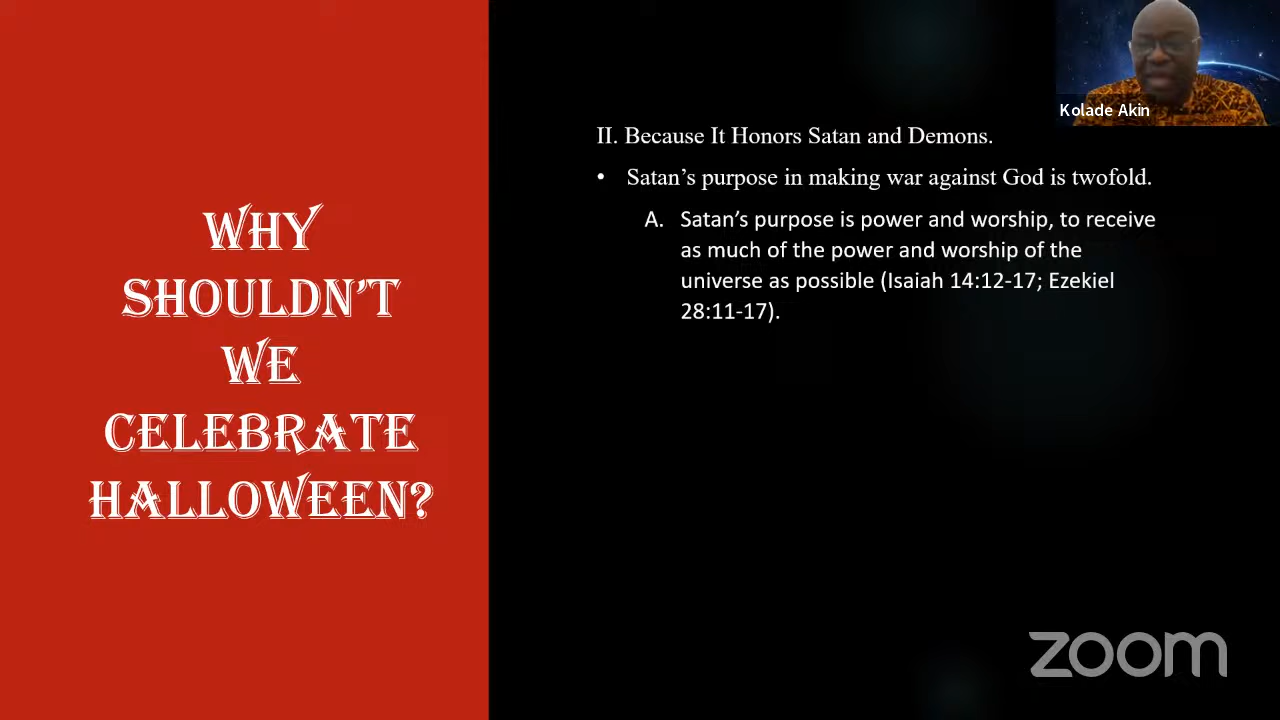 WHY
SHOULDN'T
WE
CELEBRATE
HALLOWEEN?
II. Because It Honors Satan and Demons.
• Satan's purpose in making war against God is twofold.
A. Satan's purpose is power and worship, to receive
as much of the power and worship of the
universe as possible (Isaiah 14:12-17; Ezekiel
28:11-17).
Kolade Akin
zoom